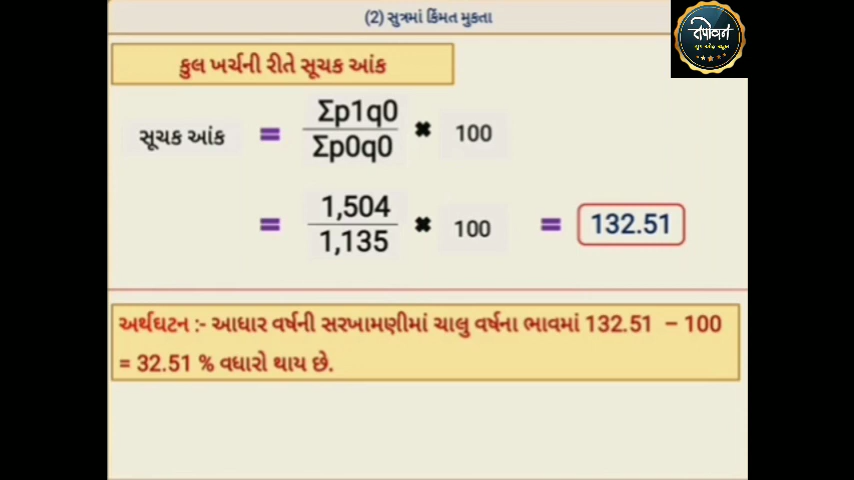 (2) સુત્રમાં કિંમત મુકતા
કુલ ખર્ચની રીતે સૂચક આંક
સૂચક આંક = Σp1q0 / Σp0q0 × 100
= 1,504 / 1,135 × 100 = 132.51
અર્થઘટન :- આધાર વર્ષની સરખામણીમાં ચાલુ વર્ષના ભાવમાં 132.51 – 100
= 32.51 % વધારો થાય છે.